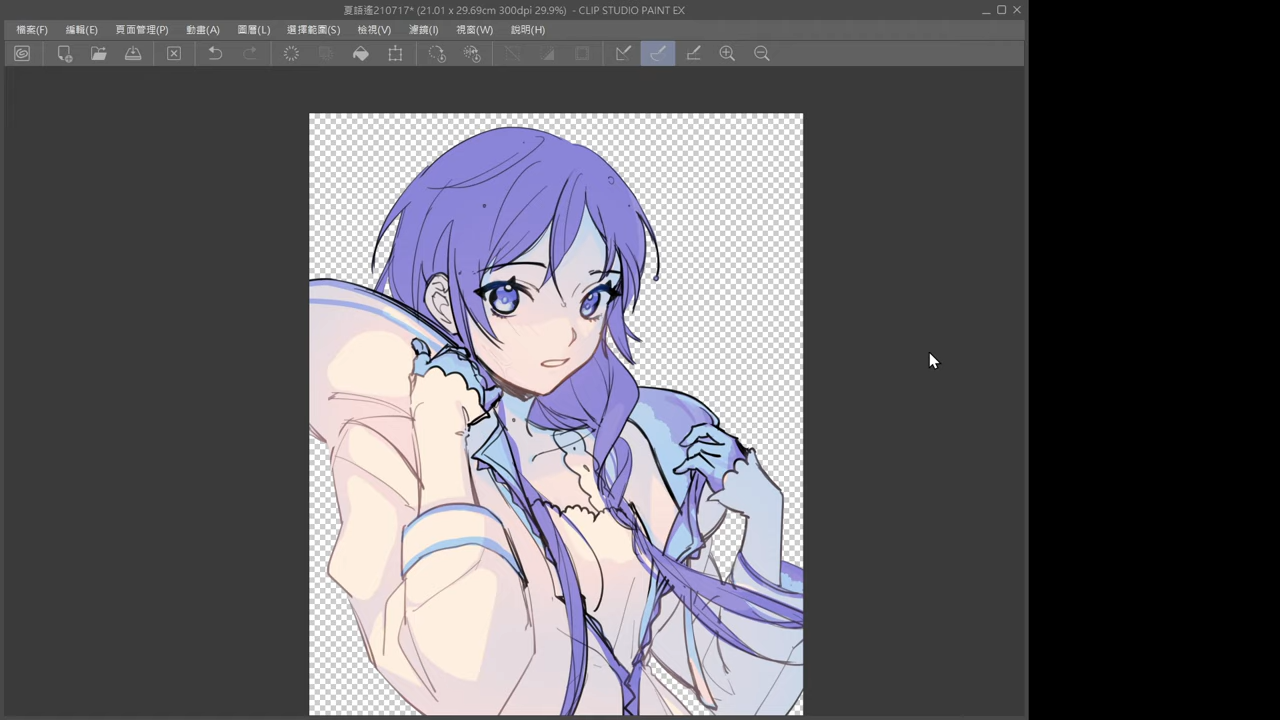 夏語遙210717* (21.01 x 29.69cm 300dpi 29.9%) - CLIP STUDIO PAINT EX
檔案(F) 編輯(E) 頁面管理(P) 動畫(A) 圖層(L) 選擇範圍(S) 檢視(V) 濾鏡(I) 視窗(W) 說明(H)